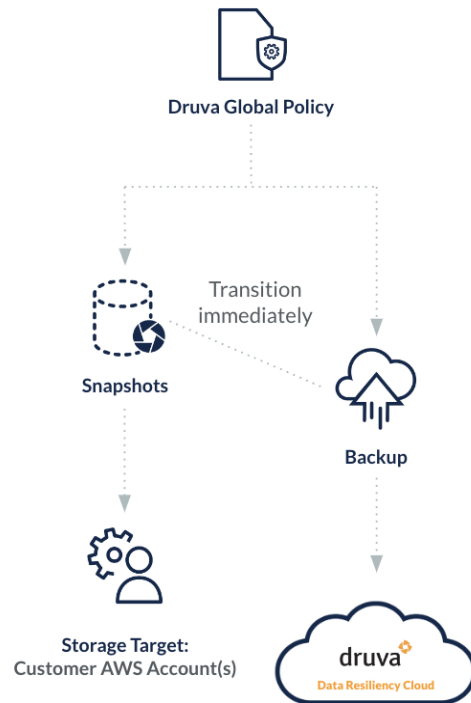 Druva Global Policy
Transition
immediately
Snapshots
Backup
Storage Target:
Customer AWS Account(s)
druva
Data Resiliency Cloud